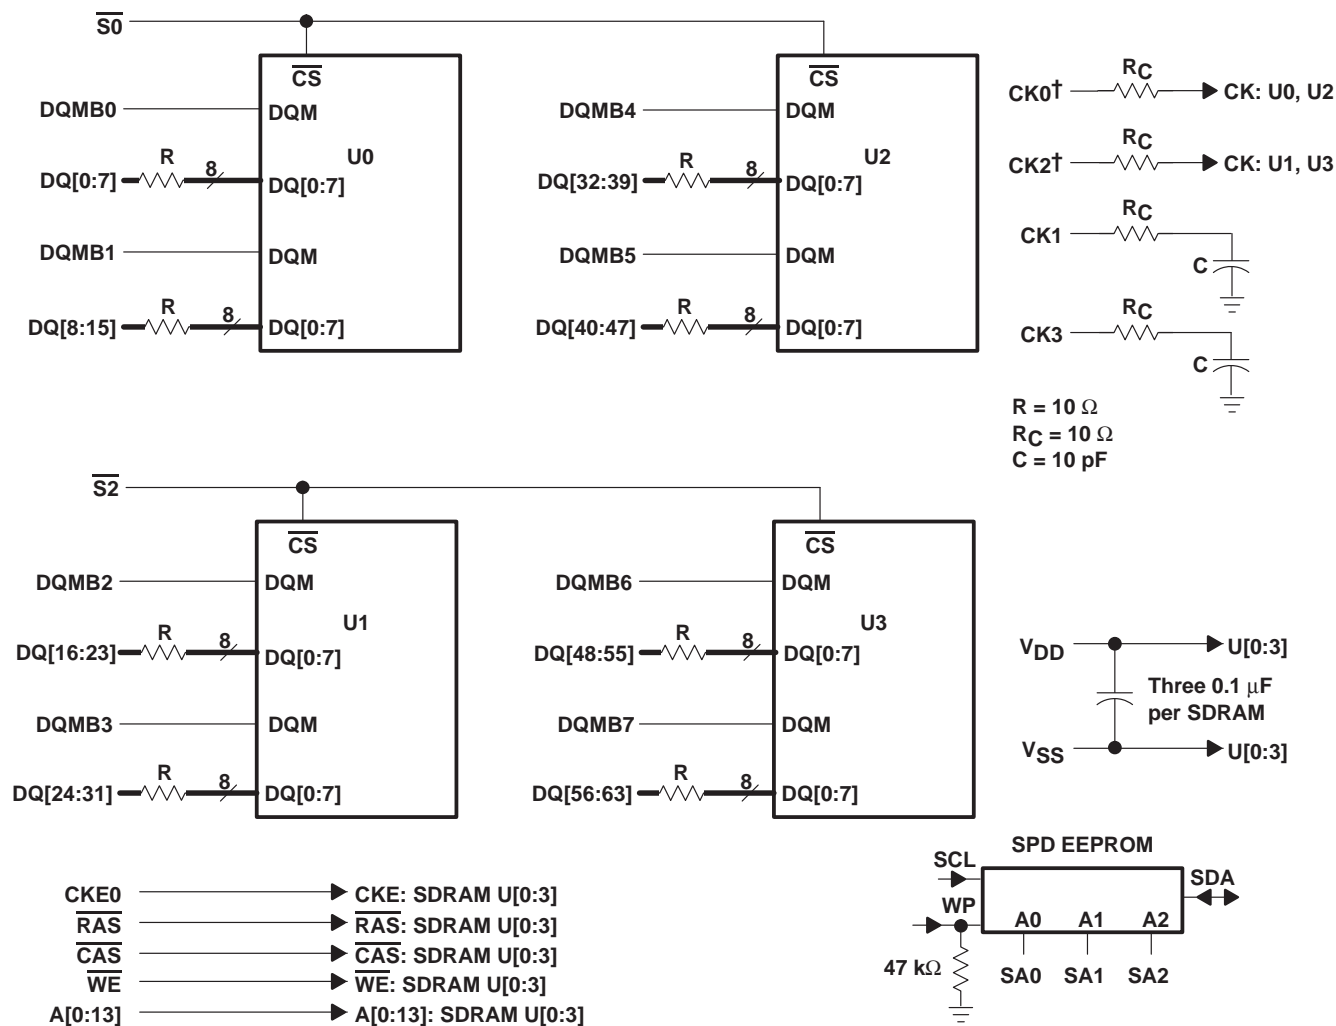 S0
CS
DQMB0
DQM
U0
R
8
DQ[0:7]
DQ[0:7]
DQMB1
DQM
R
8
DQ[8:15]
DQ[0:7]
CS
DQMB4
DQM
U2
R
8
DQ[32:39]
DQ[0:7]
DQMB5
DQM
R
8
DQ[40:47]
DQ[0:7]
RC
CK0†
CK: U0, U2
RC
CK2†
CK: U1, U3
RC
CK1
C
RC
CK3
C
R = 10 Ω
RC = 10 Ω
C = 10 pF
S2
CS
DQMB2
DQM
U1
R
8
DQ[16:23]
DQ[0:7]
DQMB3
DQM
R
8
DQ[24:31]
DQ[0:7]
CS
DQMB6
DQM
U3
R
8
DQ[48:55]
DQ[0:7]
DQMB7
DQM
R
8
DQ[56:63]
DQ[0:7]
VDD
U[0:3]
Three 0.1 μF
per SDRAM
VSS
U[0:3]
CKE0
CKE: SDRAM U[0:3]
RAS
RAS: SDRAM U[0:3]
CAS
CAS: SDRAM U[0:3]
WE
WE: SDRAM U[0:3]
A[0:13]
A[0:13]: SDRAM U[0:3]
SPD EEPROM
SCL
SDA
WP
A0
A1
A2
47 kΩ
SA0
SA1
SA2